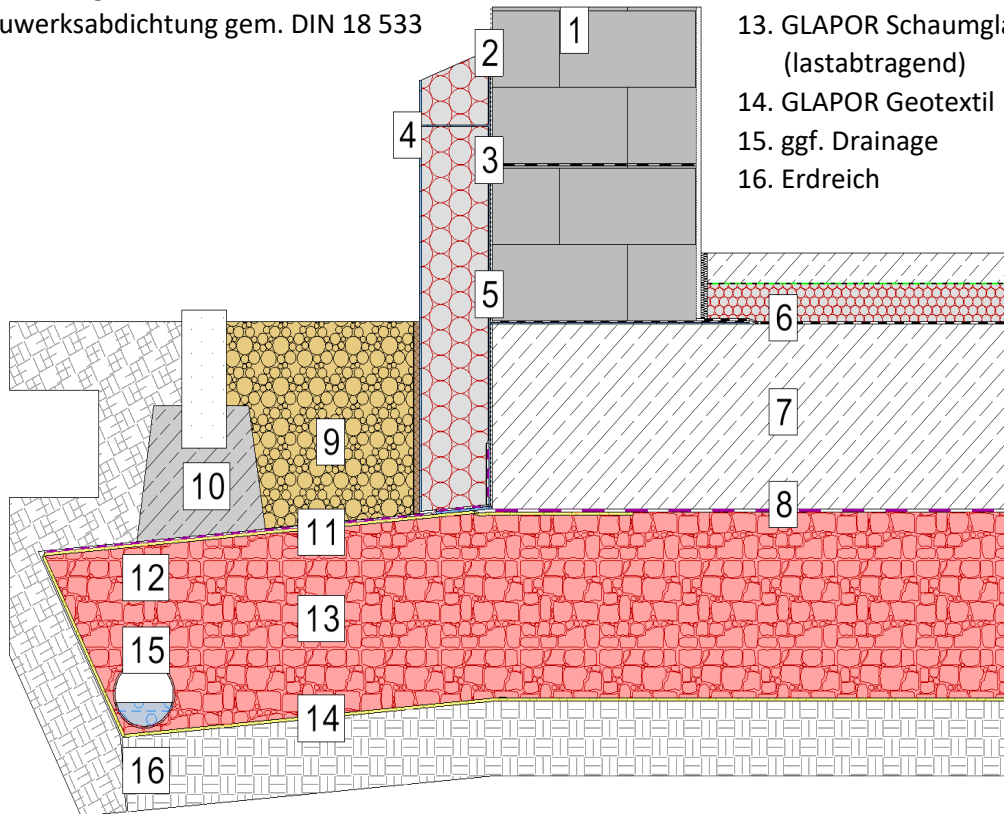 uwerksabdichtung gem. DIN 18 533
13. GLAPOR
(lastabtragend)
14. GLAPOR Geotextil
15. ggf. Drainage
16. Erdreich
1
2
4
3
5
6
7
9
10
8
11
12
13
15
14
16